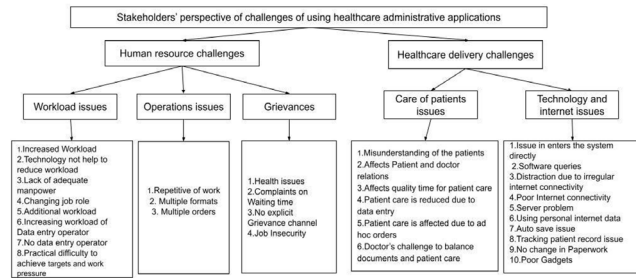 Stakeholders' perspective of challenges of using healthcare administrative applications
Human resource challenges
Healthcare delivery challenges
Workload issues
Operations issues
Grievances
Care of patients
issues
Technology and
internet issues
1.Increased Workload
2.Technology not help to
reduce workload
3.Lack of adequate
manpower
4.Changing job role
5.Additional workload
6.Increasing workload of
Data entry operator
7.No data entry operator
8.Practical difficulty to
achieve targets and work
pressure
1.Repetitive of work
2. Multiple formats
3. Multiple orders
1.Health issues
2.Complaints on
Waiting time
3.No explicit
Grievance channel
4.Job Insecurity
1.Misunderstanding of the patients
2.Affects Patient and doctor
relations
3.Affects quality time for patient care
4.Patient care is reduced due to
data entry
5.Patient care is affected due to ad
hoc orders
6.Doctor's challenge to balance
documents and patient care
1.Issue in enters the system
directly
2.Software queries
3.Distraction due to irregular
internet connectivity
4.Poor Internet connectivity
5.Server problem
6.Using personal internet data
7.Auto save issue
8.Tracking patient record issue
9.No change in Paperwork
10.Poor Gadgets